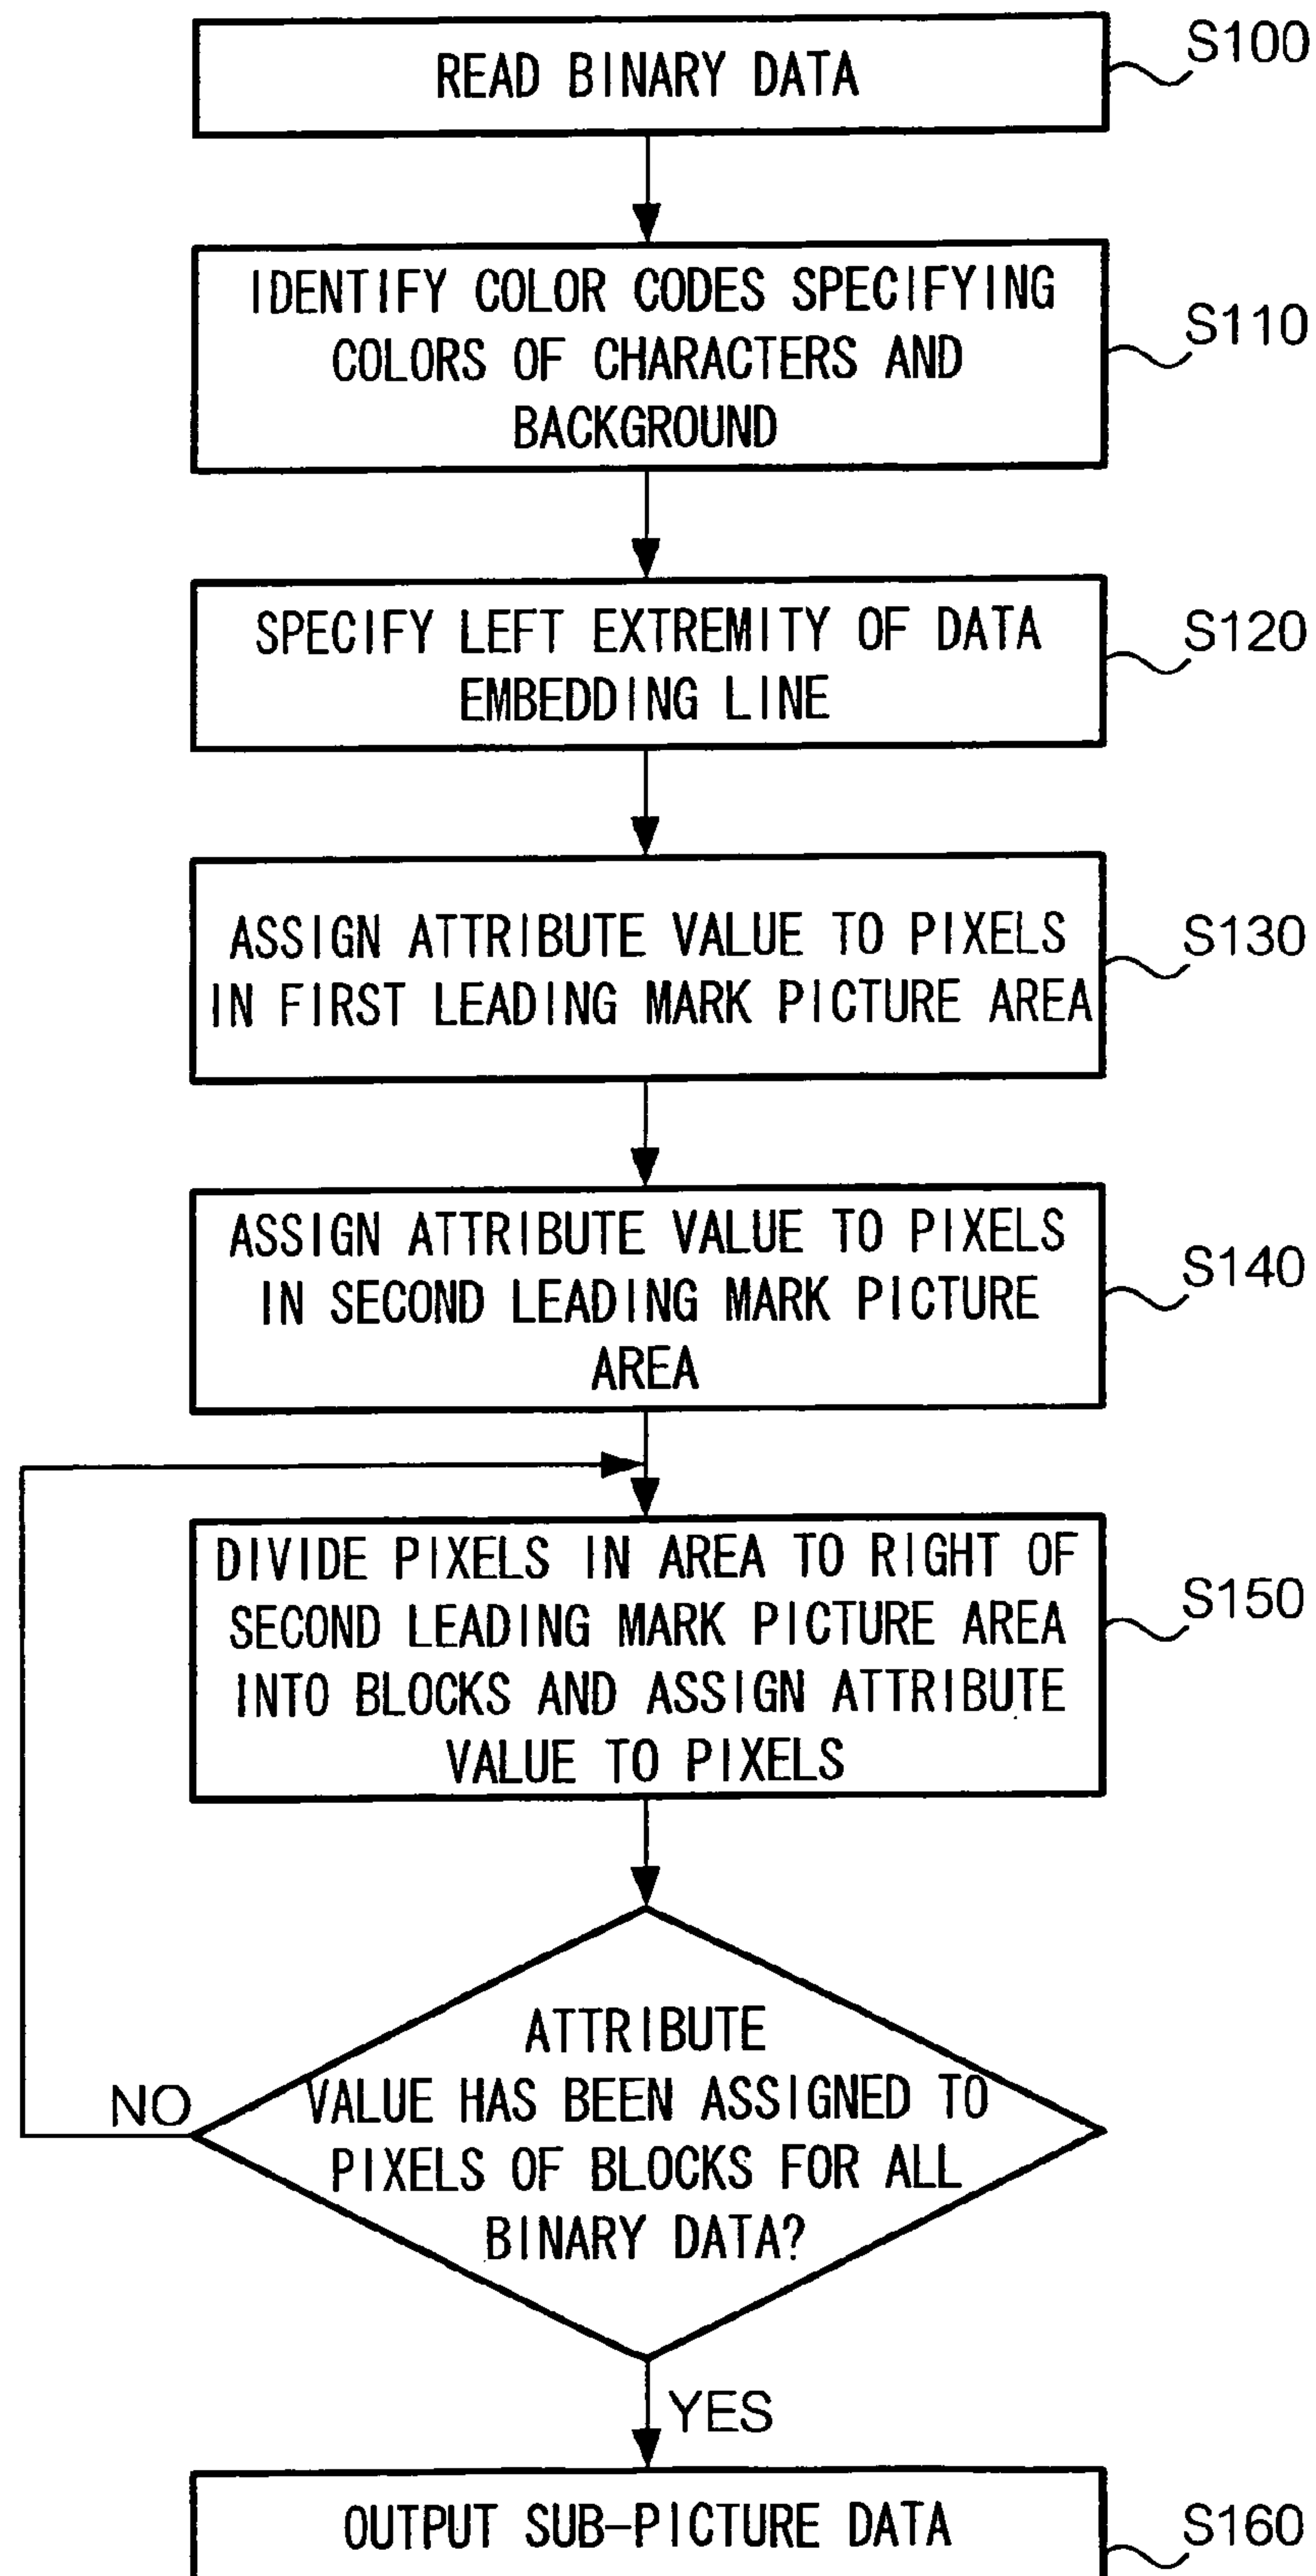 READ BINARY DATA
S100
IDENTIFY COLOR CODES SPECIFYING
COLORS OF CHARACTERS AND
BACKGROUND
S110
SPECIFY LEFT EXTREMITY OF DATA
EMBEDDING LINE
S120
ASSIGN ATTRIBUTE VALUE TO PIXELS
IN FIRST LEADING MARK PICTURE AREA
S130
ASSIGN ATTRIBUTE VALUE TO PIXELS
IN SECOND LEADING MARK PICTURE
AREA
S140
DIVIDE PIXELS IN AREA TO RIGHT OF
SECOND LEADING MARK PICTURE AREA
INTO BLOCKS AND ASSIGN ATTRIBUTE
VALUE TO PIXELS
S150
ATTRIBUTE
VALUE HAS BEEN ASSIGNED TO
PIXELS OF BLOCKS FOR ALL
BINARY DATA?
NO
YES
OUTPUT SUB-PICTURE DATA
S160